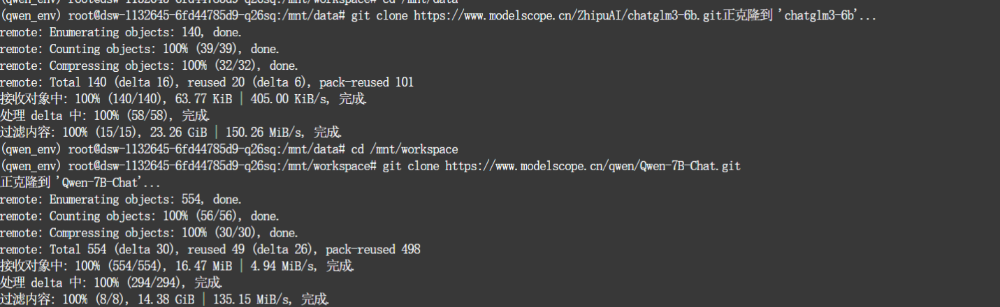 (qwen_env) root@dsw-1132645-6fd44785d9-q26sq:/mnt/workspace# cd /mnt/data
(qwen_env) root@dsw-1132645-6fd44785d9-q26sq:/mnt/data# git clone https://www.modelscope.cn/ZhipuAI/chatglm3-6b.git正克隆到 'chatglm3-6b'...
remote: Enumerating objects: 140, done.
remote: Counting objects: 100% (39/39), done.
remote: Compressing objects: 100% (32/32), done.
remote: Total 140 (delta 16), reused 20 (delta 6), pack-reused 101
接收对象中: 100% (140/140), 63.77 KiB | 405.00 KiB/s, 完成.
处理 delta 中: 100% (58/58), 完成.
过滤内容: 100% (15/15), 23.26 GiB | 150.26 MiB/s, 完成.
(qwen_env) root@dsw-1132645-6fd44785d9-q26sq:/mnt/data# cd /mnt/workspace
(qwen_env) root@dsw-1132645-6fd44785d9-q26sq:/mnt/workspace# git clone https://www.modelscope.cn/qwen/Qwen-7B-Chat.git
正克隆到 'Qwen-7B-Chat'...
remote: Enumerating objects: 554, done.
remote: Counting objects: 100% (56/56), done.
remote: Compressing objects: 100% (30/30), done.
remote: Total 554 (delta 30), reused 49 (delta 26), pack-reused 498
接收对象中: 100% (554/554), 16.47 MiB | 4.94 MiB/s, 完成.
处理 delta 中: 100% (294/294), 完成.
过滤内容: 100% (8/8), 14.38 GiB | 135.15 MiB/s, 完成.